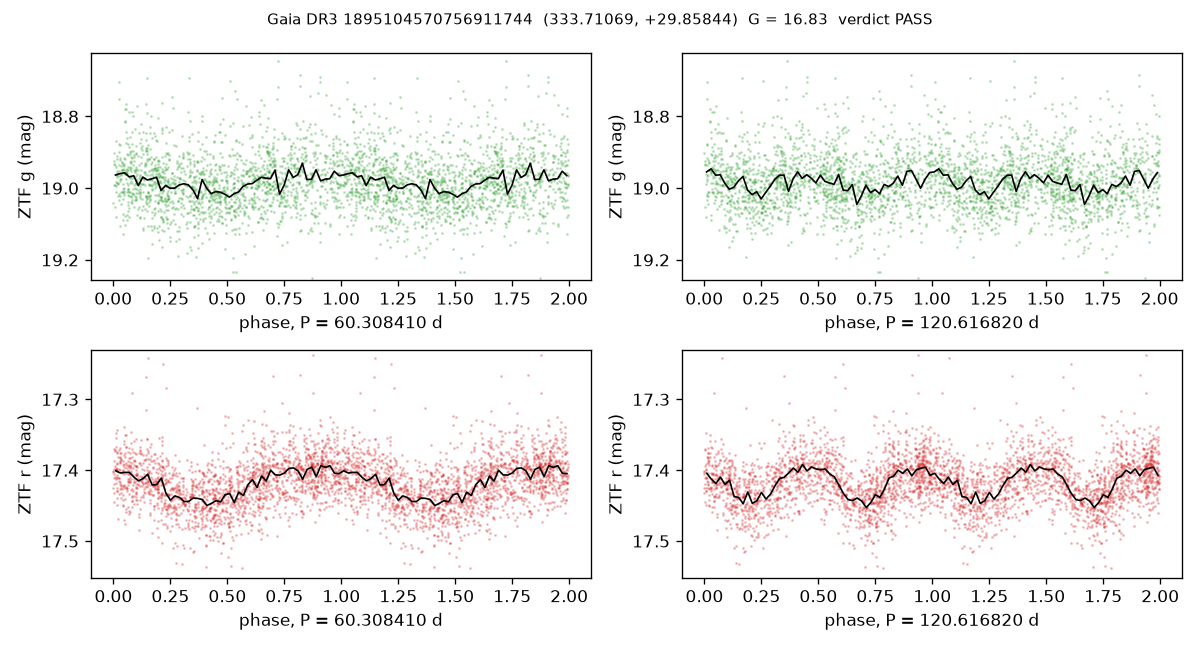 Gaia DR3 1895104570756911744 (333.71069, +29.85844) G = 16.83 verdict PASS
ZTF g (mag)
18.8
19.0
19.2
0.00 0.25 0.50 0.75 1.00 1.25 1.50 1.75 2.00
phase, P = 60.308410 d
ZTF g (mag)
18.8
19.0
19.2
0.00 0.25 0.50 0.75 1.00 1.25 1.50 1.75 2.00
phase, P = 120.616820 d
ZTF r (mag)
17.3
17.4
17.5
0.00 0.25 0.50 0.75 1.00 1.25 1.50 1.75 2.00
phase, P = 60.308410 d
ZTF r (mag)
17.3
17.4
17.5
0.00 0.25 0.50 0.75 1.00 1.25 1.50 1.75 2.00
phase, P = 120.616820 d